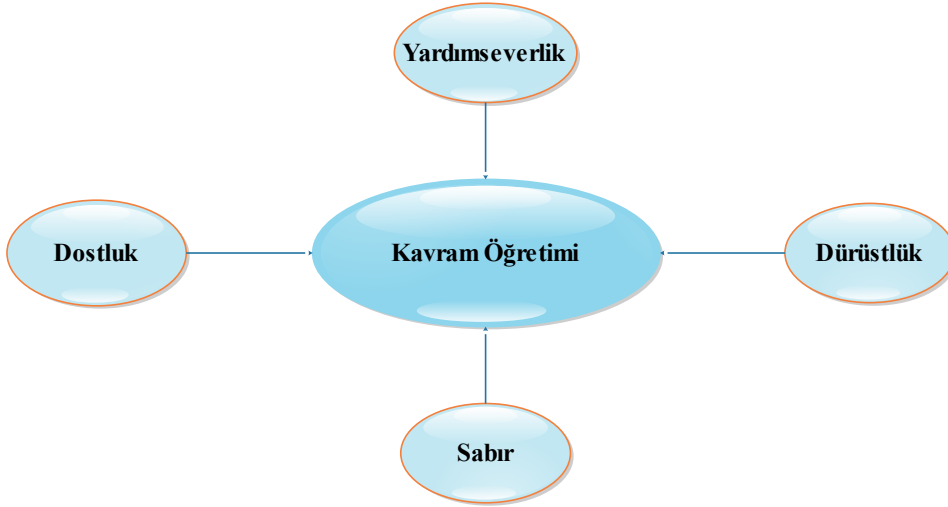 Yardımseverlik
Dostluk
Kavram Öğretimi
Dürüstlük
Sabır